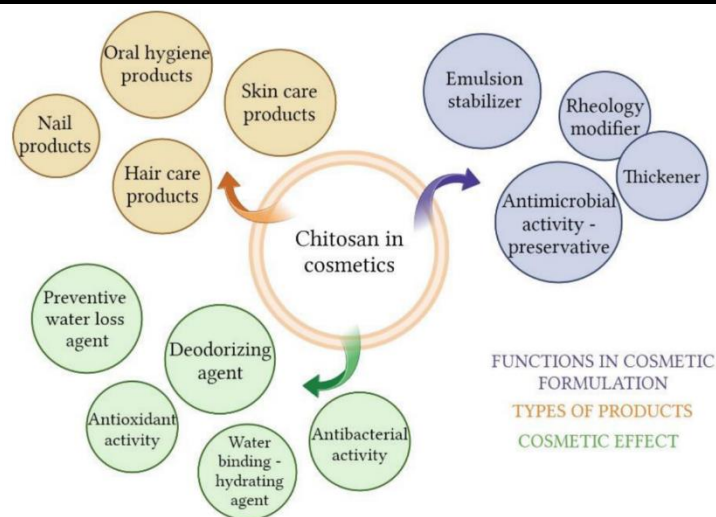 Oral hygiene
products
Skin care
products
Nail
products
Hair care
products
Emulsion
stabilizer
Rheology
modifier
Thickener
Antimicrobial
activity -
preservative
Chitosan in
cosmetics
Preventive
water loss
agent
Deodorizing
agent
Antioxidant
activity
Water
binding -
hydrating
agent
Antibacterial
activity
FUNCTIONS IN COSMETIC
FORMULATION
TYPES OF PRODUCTS
COSMETIC EFFECT